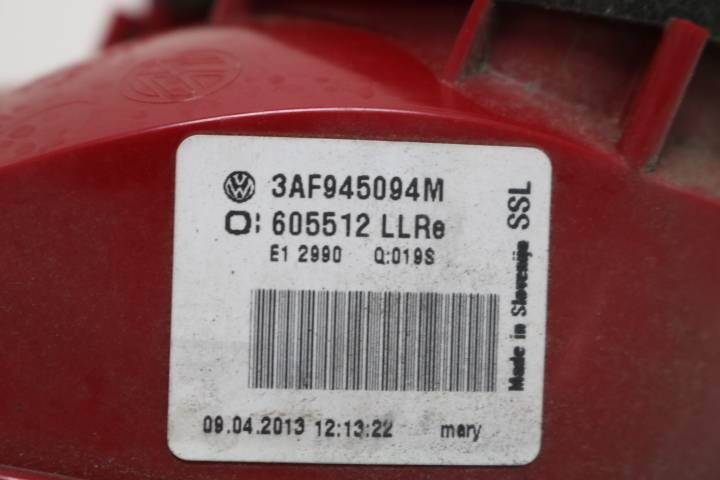 3AF945094M
605512 LLRe
E1 2990 Q:019S
09.04.2013 12:13:22 mary
Made in Slovenija SSL